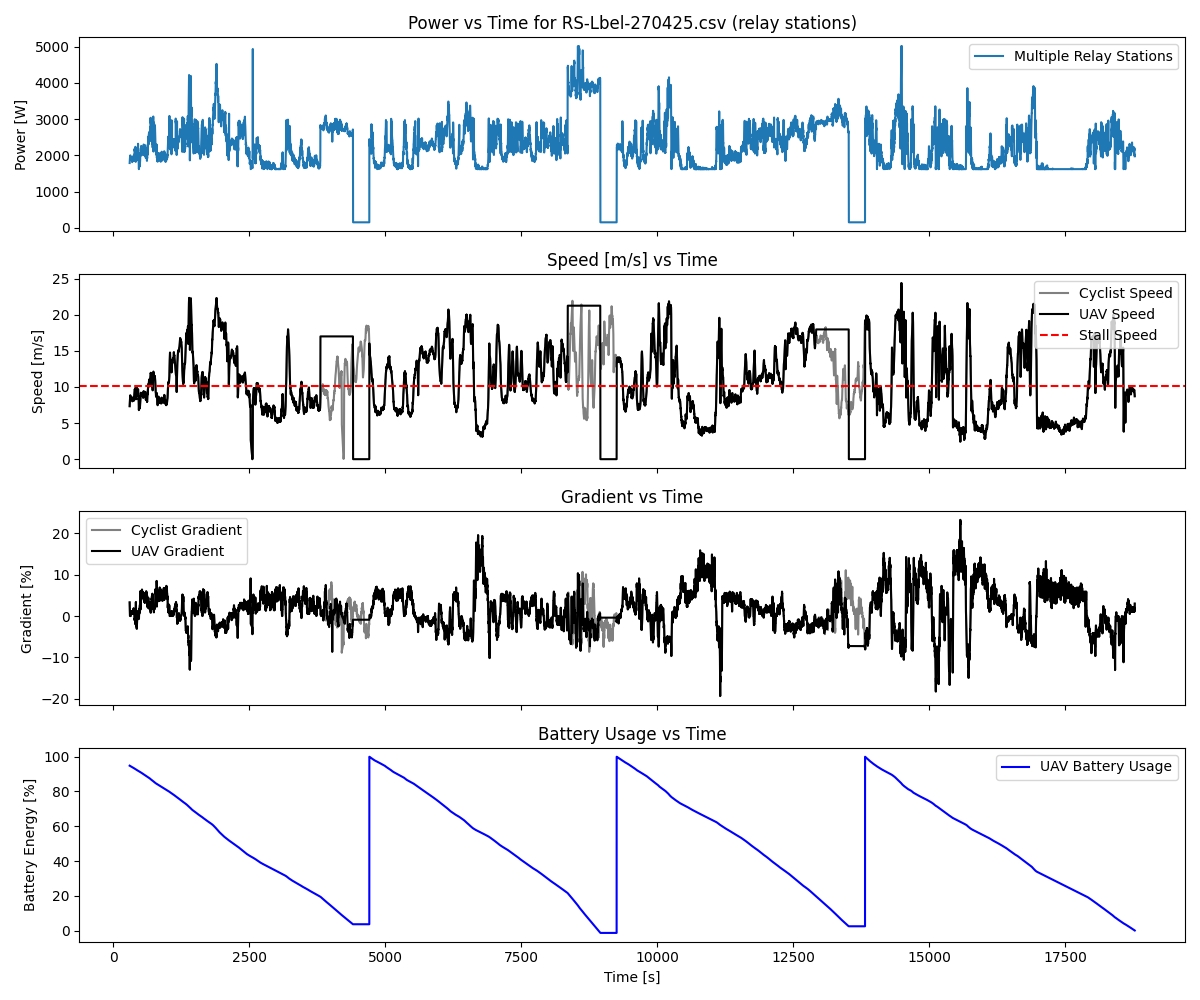 Power vs Time for RS-Lbel-270425.csv (relay stations)
Power [W]
5000
4000
3000
2000
1000
0
Multiple Relay Stations
Speed [m/s] vs Time
Speed [m/s]
25
20
15
10
5
0
Cyclist Speed
UAV Speed
Stall Speed
Gradient vs Time
Gradient [%]
20
10
0
−10
−20
Cyclist Gradient
UAV Gradient
Battery Usage vs Time
Battery Energy [%]
100
80
60
40
20
0
UAV Battery Usage
0 2500 5000 7500 10000 12500 15000 17500
Time [s]